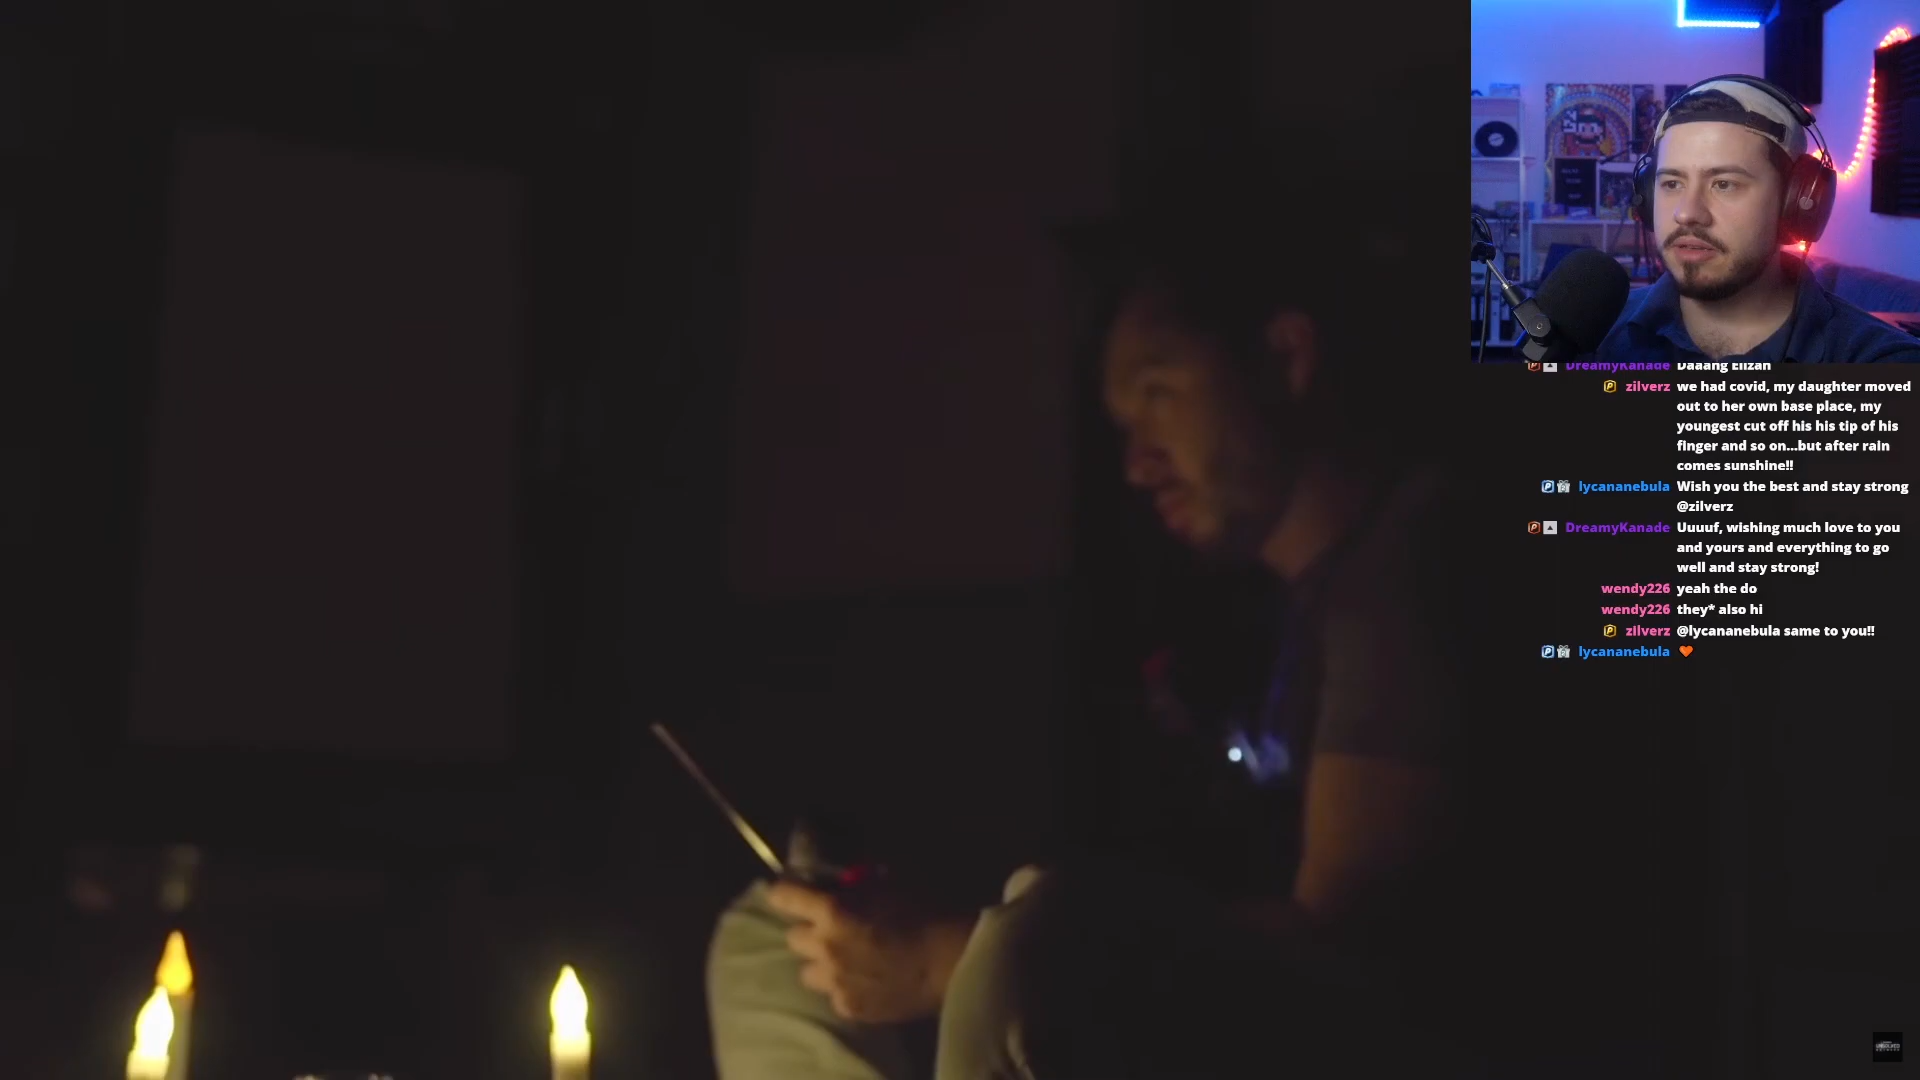 DreamyKanade Daaang Elizah
zilverz we had covid, my daughter moved
out to her own base place, my
youngest cut off his his tip of his
finger and so on...but after rain
comes sunshine!!
lycananebula Wish you the best and stay strong
@zilverz
DreamyKanade Uuuuf, wishing much love to you
and yours and everything to go
well and stay strong!
wendy226 yeah the do
wendy226 they* also hi
zilverz @lycananebula same to you!!
lycananebula